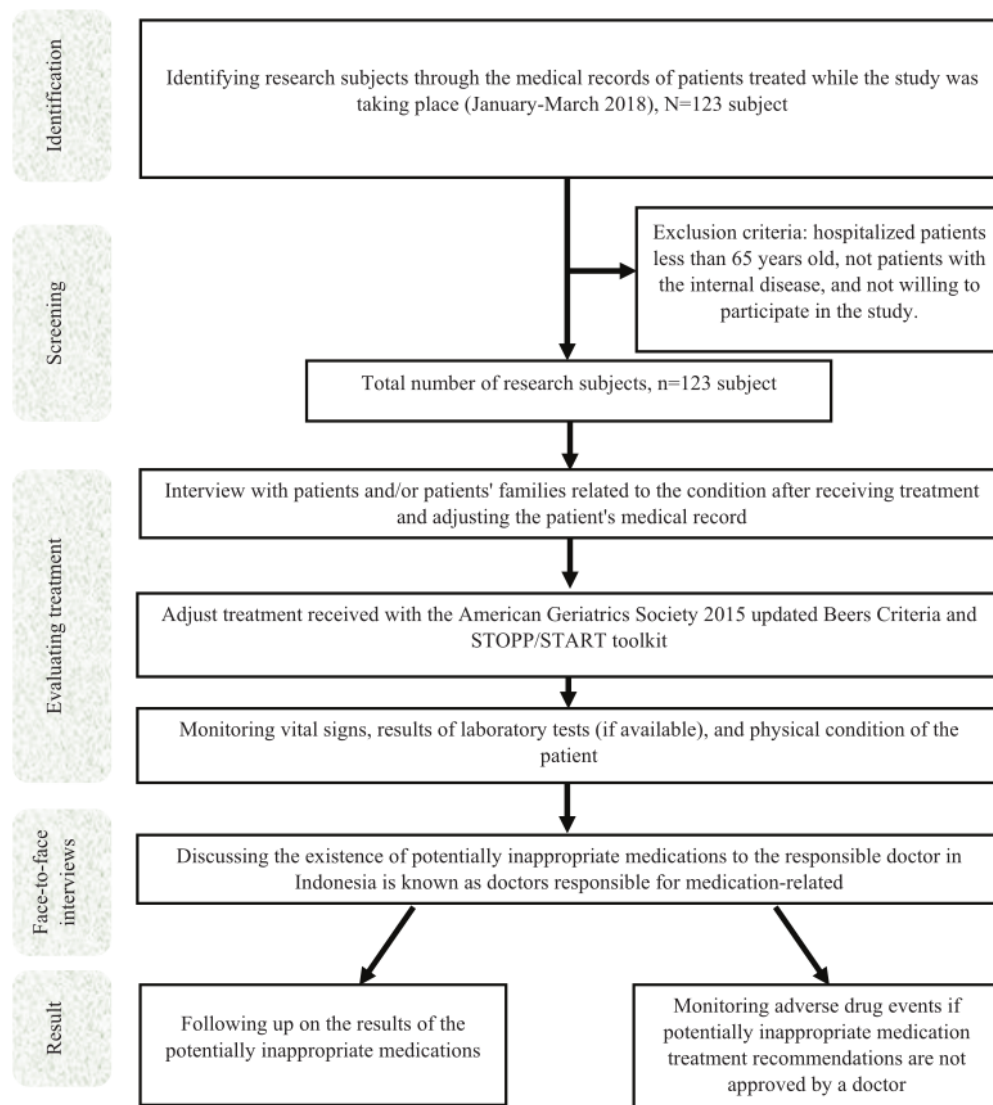 Identification
Identifying research subjects through the medical records of patients treated while the study was
taking place (January-March 2018), N=123 subject
Screening
Exclusion criteria: hospitalized patients
less than 65 years old, not patients with
the internal disease, and not willing to
participate in the study.
Total number of research subjects, n=123 subject
Evaluating treatment
Interview with patients and/or patients' families related to the condition after receiving treatment
and adjusting the patient's medical record
Adjust treatment received with the American Geriatrics Society 2015 updated Beers Criteria and
STOPP/START toolkit
Monitoring vital signs, results of laboratory tests (if available), and physical condition of the
patient
Face-to-face
interviews
Discussing the existence of potentially inappropriate medications to the responsible doctor in
Indonesia is known as doctors responsible for medication-related
Result
Following up on the results of the
potentially inappropriate medications
Monitoring adverse drug events if
potentially inappropriate medication
treatment recommendations are not
approved by a doctor